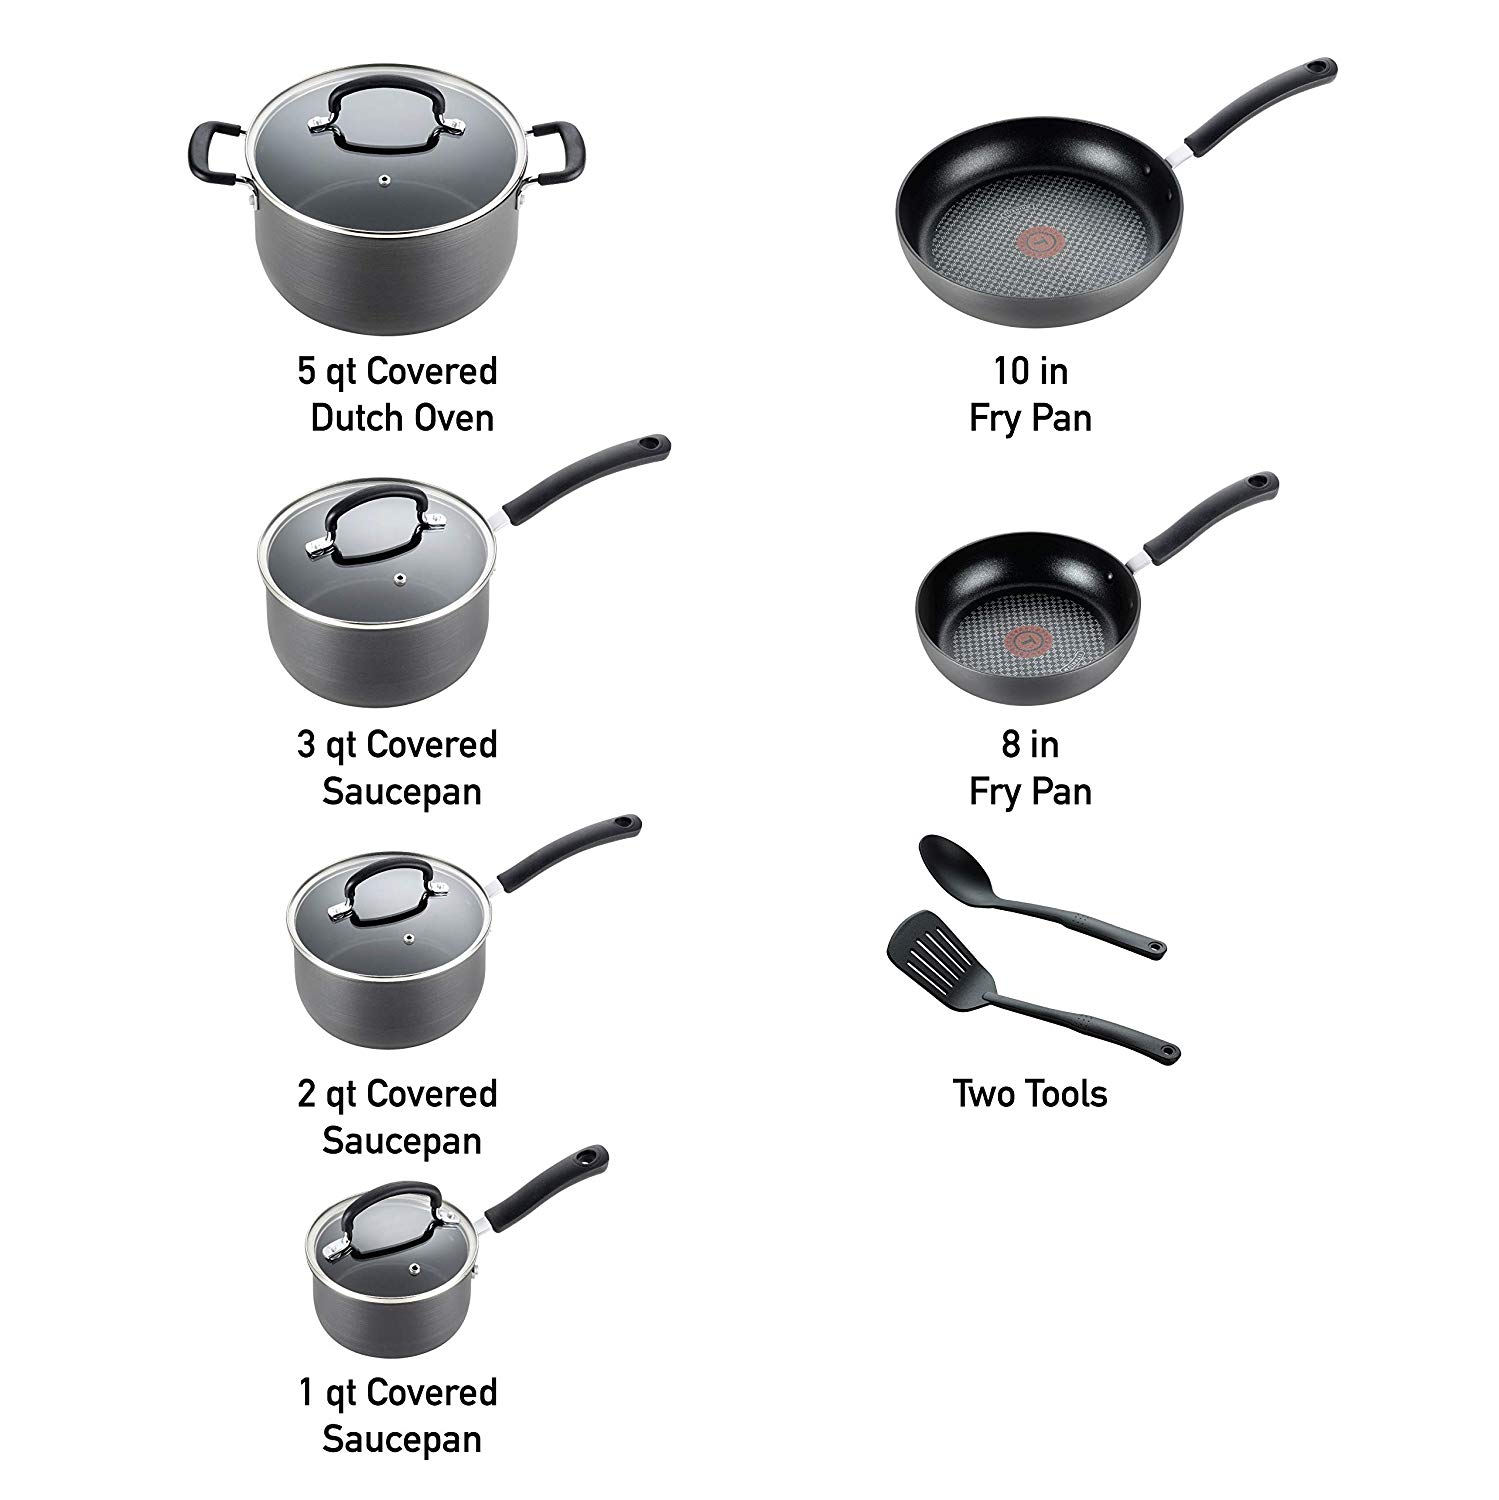 5 qt Covered
Dutch Oven
10 in
Fry Pan
3 qt Covered
Saucepan
8 in
Fry Pan
2 qt Covered
Saucepan
Two Tools
1 qt Covered
Saucepan